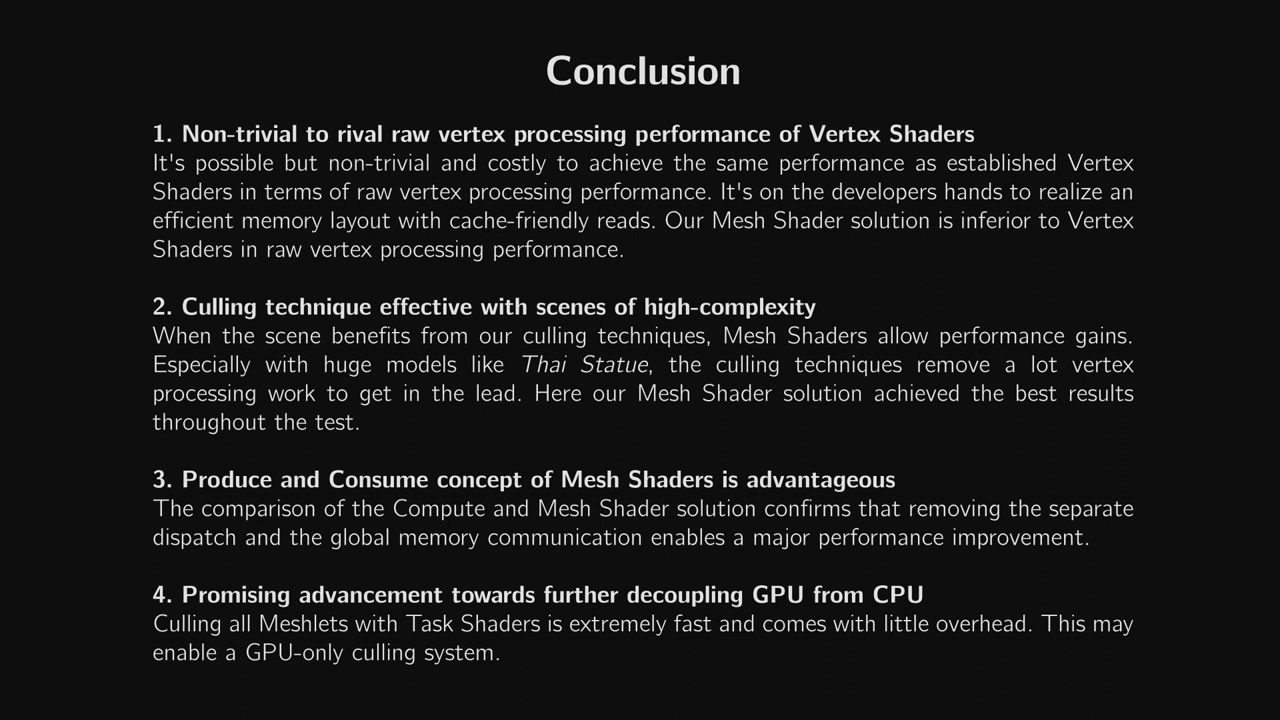 Conclusion
1. Non-trivial to rival raw vertex processing performance of Vertex Shaders
It's possible but non-trivial and costly to achieve the same performance as established Vertex
Shaders in terms of raw vertex processing performance. It's on the developers hands to realize an
efficient memory layout with cache-friendly reads. Our Mesh Shader solution is inferior to Vertex
Shaders in raw vertex processing performance.
2. Culling technique effective with scenes of high-complexity
When the scene benefits from our culling techniques, Mesh Shaders allow performance gains.
Especially with huge models like Thai Statue, the culling techniques remove a lot vertex
processing work to get in the lead. Here our Mesh Shader solution achieved the best results
throughout the test.
3. Produce and Consume concept of Mesh Shaders is advantageous
The comparison of the Compute and Mesh Shader solution confirms that removing the separate
dispatch and the global memory communication enables a major performance improvement.
4. Promising advancement towards further decoupling GPU from CPU
Culling all Meshlets with Task Shaders is extremely fast and comes with little overhead. This may
enable a GPU-only culling system.